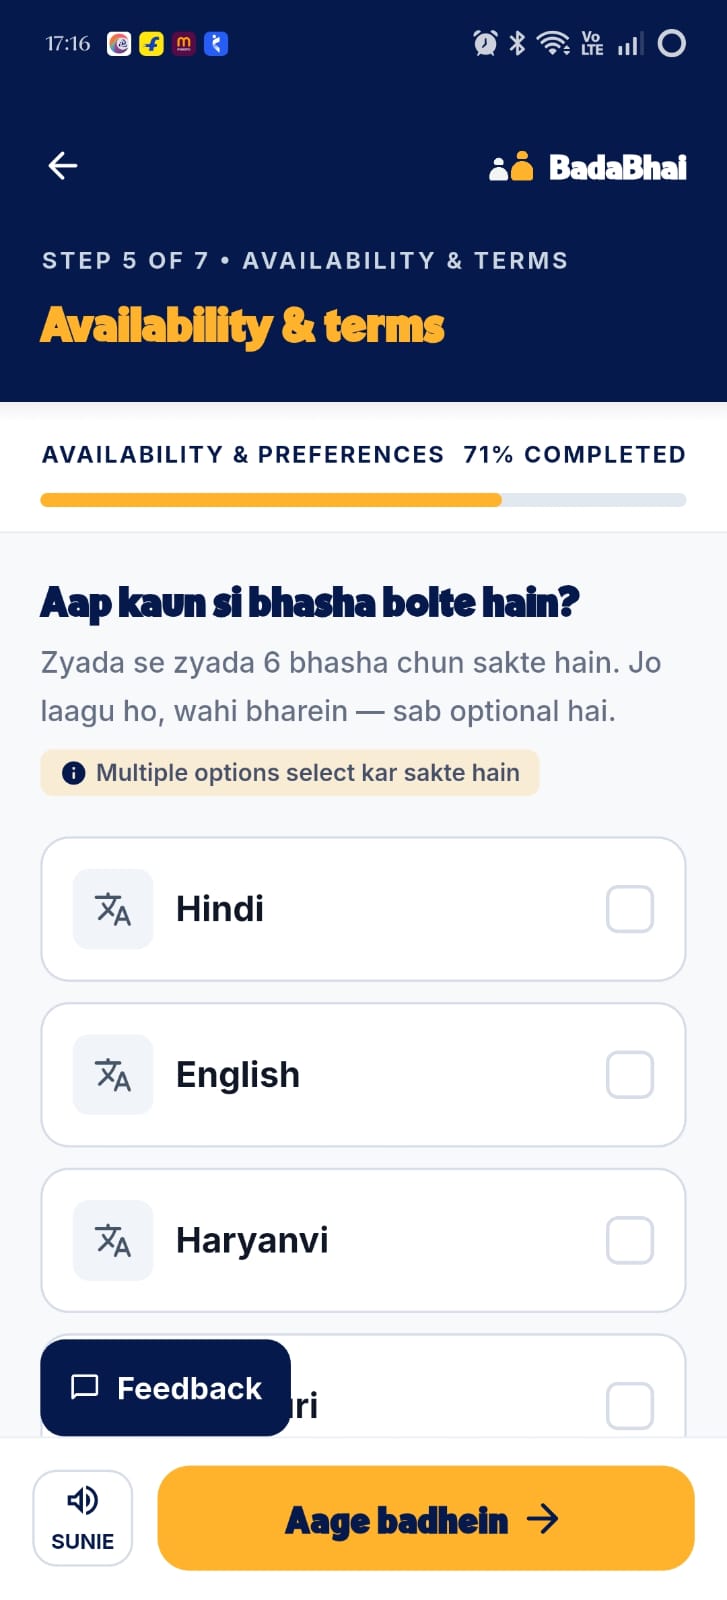 17:16
Vo LTE
BadaBhai
STEP 5 OF 7 • AVAILABILITY & TERMS
Availability & terms
AVAILABILITY & PREFERENCES 71% COMPLETED
Aap kaun si bhasha bolte hain?
Zyada se zyada 6 bhasha chun sakte hain. Jo
laagu ho, wahi bharein — sab optional hai.
Multiple options select kar sakte hain
Hindi
English
Haryanvi
Feedback
SUNIE
Aage badhein →